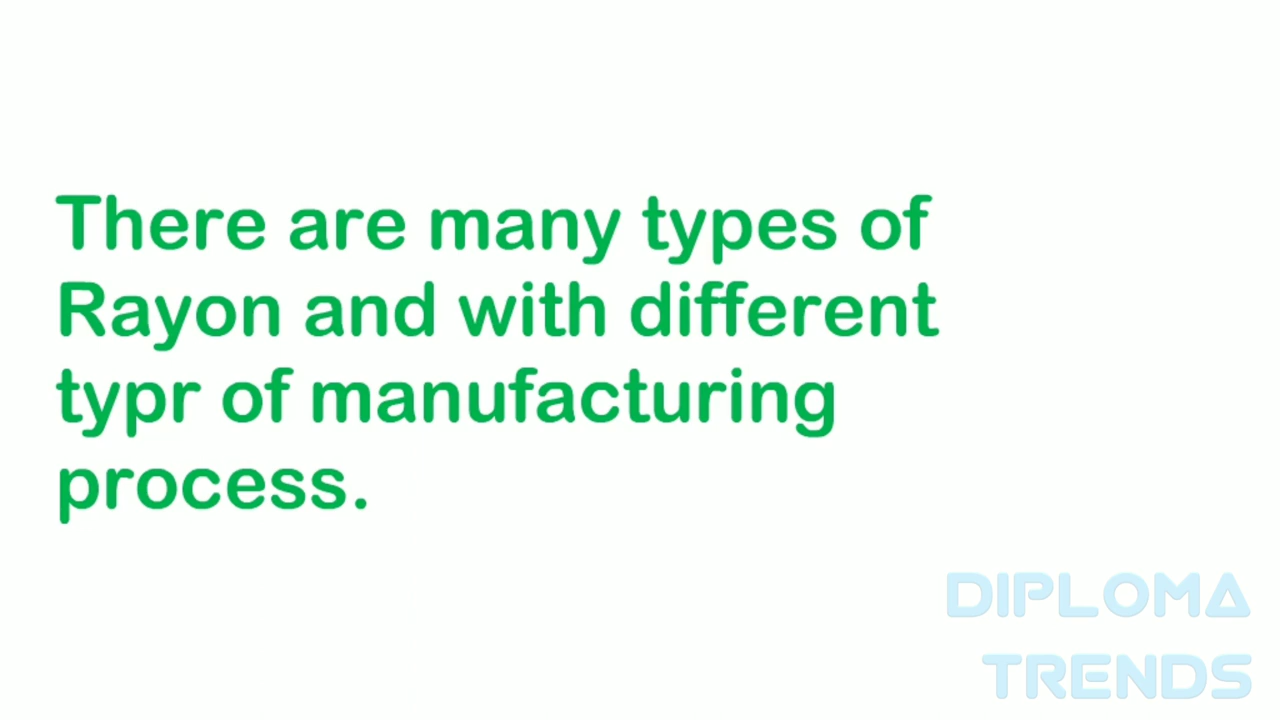 There are many types of
Rayon and with different
typr of manufacturing
process.
DIPLOMA
TRENDS